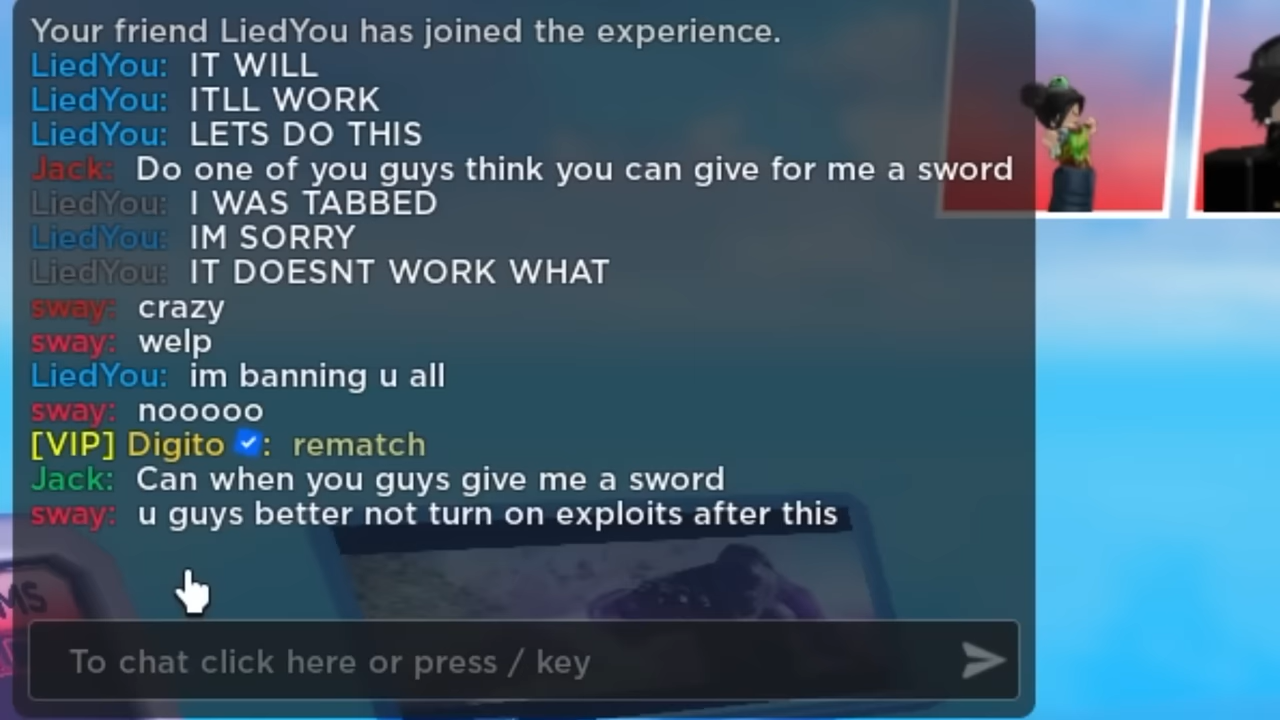 Your friend LiedYou has joined the experience.
LiedYou: IT WILL
LiedYou: ITLL WORK
LiedYou: LETS DO THIS
Jack: Do one of you guys think you can give for me a sword
LiedYou: I WAS TABBED
LiedYou: IM SORRY
LiedYou: IT DOESNT WORK WHAT
sway: crazy
sway: welp
LiedYou: im banning u all
sway: nooooo
[VIP] Digito : rematch
Jack: Can when you guys give me a sword
sway: u guys better not turn on exploits after this
To chat click here or press / key